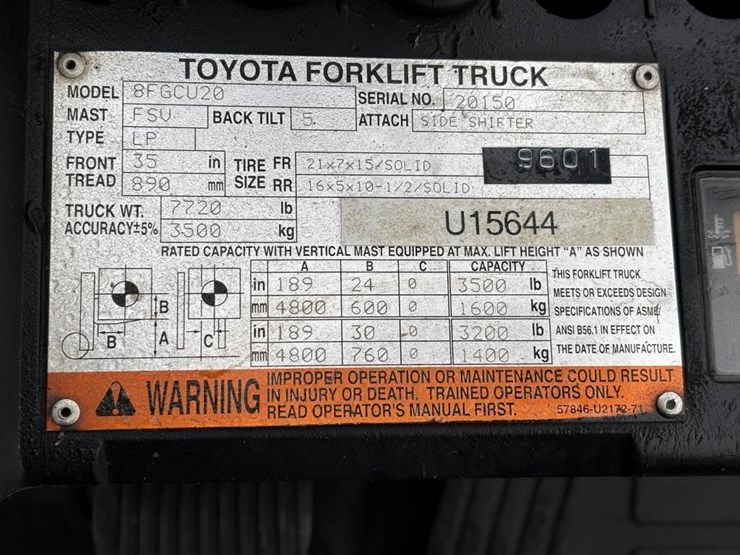 TOYOTA FORKLIFT TRUCK
MODEL 8FGCU20 SERIAL NO. 20150
MAST FSV BACK TILT 5 ATTACH SIDE SHIFTER
TYPE LP
FRONT TREAD 35 in 890 mm
TIRE SIZE FR 21x7x15/SOLID
RR 16x5x10-1/2/SOLID
9601
TRUCK WT. 7720 lb
ACCURACY±5% 3500 kg
U15644
RATED CAPACITY WITH VERTICAL MAST EQUIPPED AT MAX. LIFT HEIGHT "A" AS SHOWN
A B C CAPACITY
in 189 24 0 3500 lb
mm 4800 600 0 1600 kg
in 189 30 0 3200 lb
mm 4800 760 0 1400 kg
B A C B
THIS FORKLIFT TRUCK
MEETS OR EXCEEDS DESIGN
SPECIFICATIONS OF ASME/
ANSI B56.1 IN EFFECT ON
THE DATE OF MANUFACTURE.
WARNING
IMPROPER OPERATION OR MAINTENANCE COULD RESULT
IN INJURY OR DEATH. TRAINED OPERATORS ONLY.
READ OPERATOR'S MANUAL FIRST. 57846-U2172-71